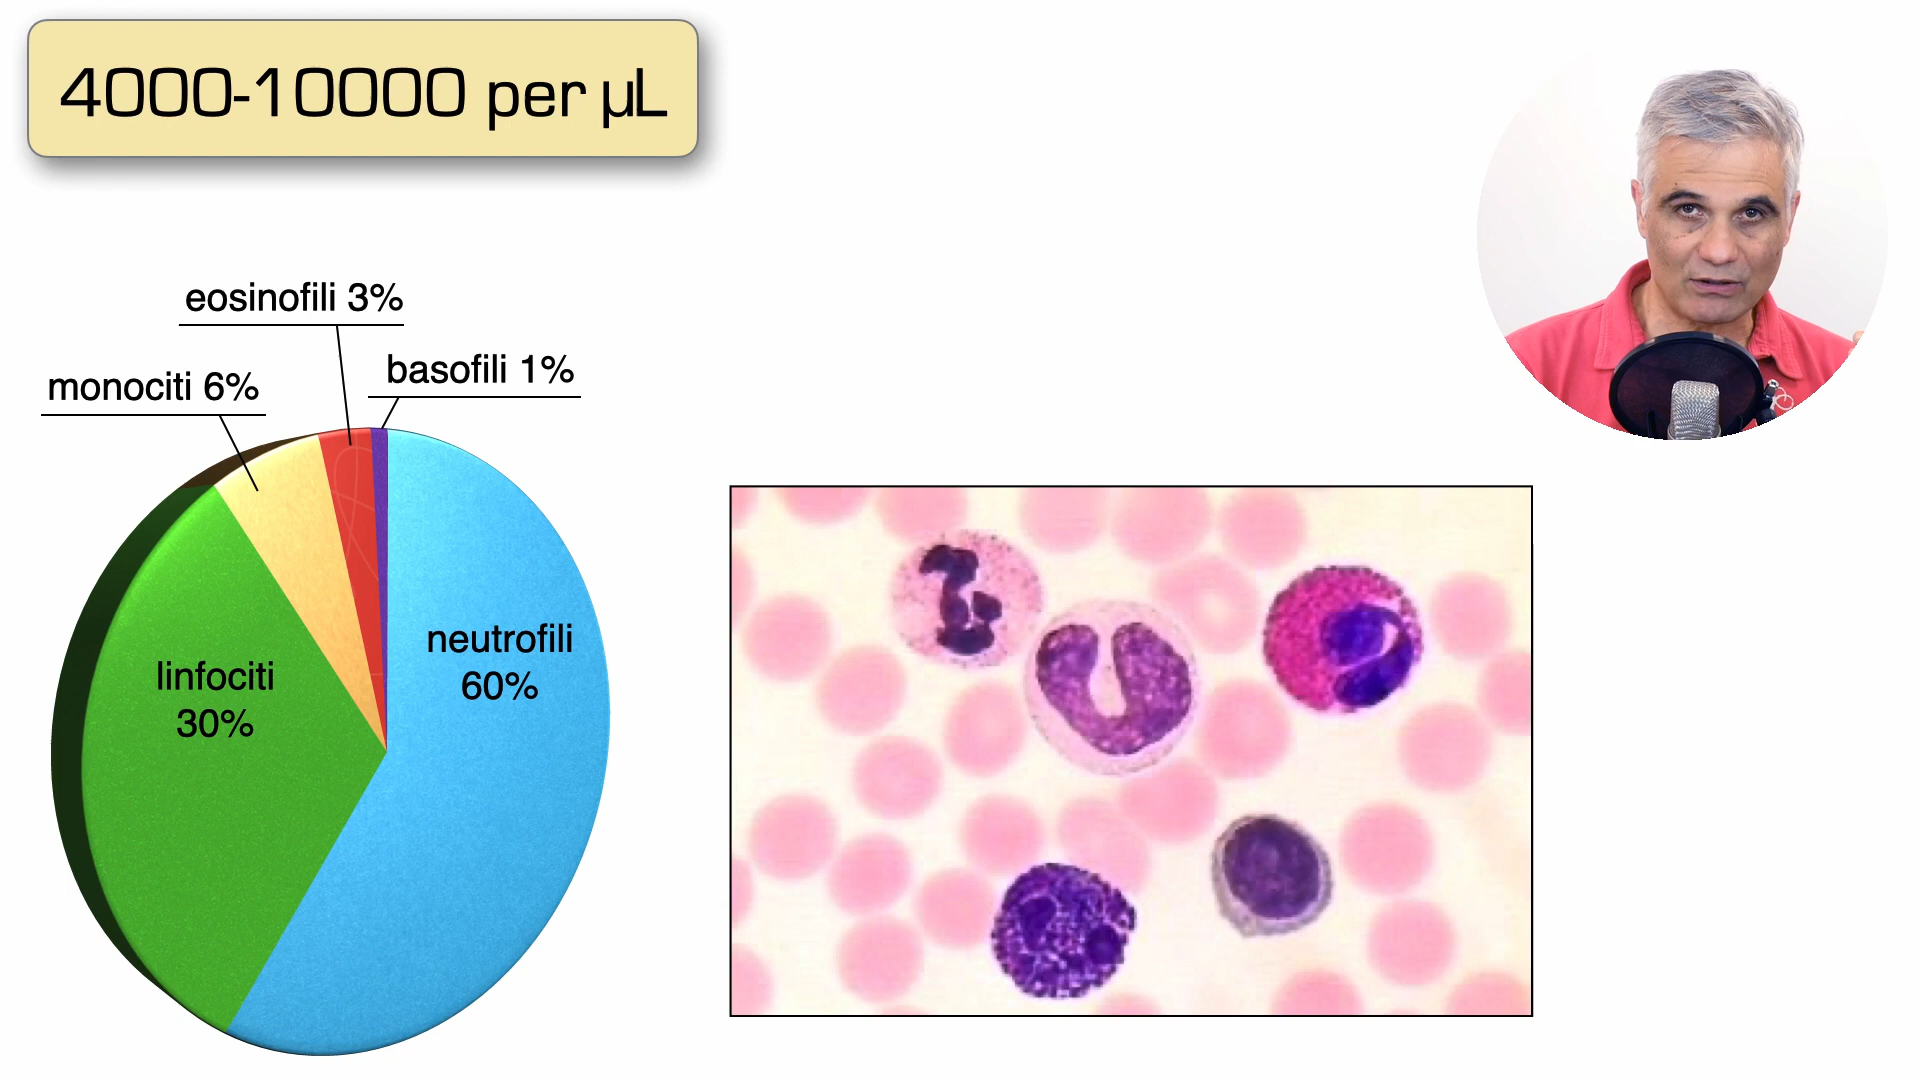 4000-10000 per µL
eosinofili 3%
basofili 1%
monociti 6%
neutrofili
60%
linfociti
30%